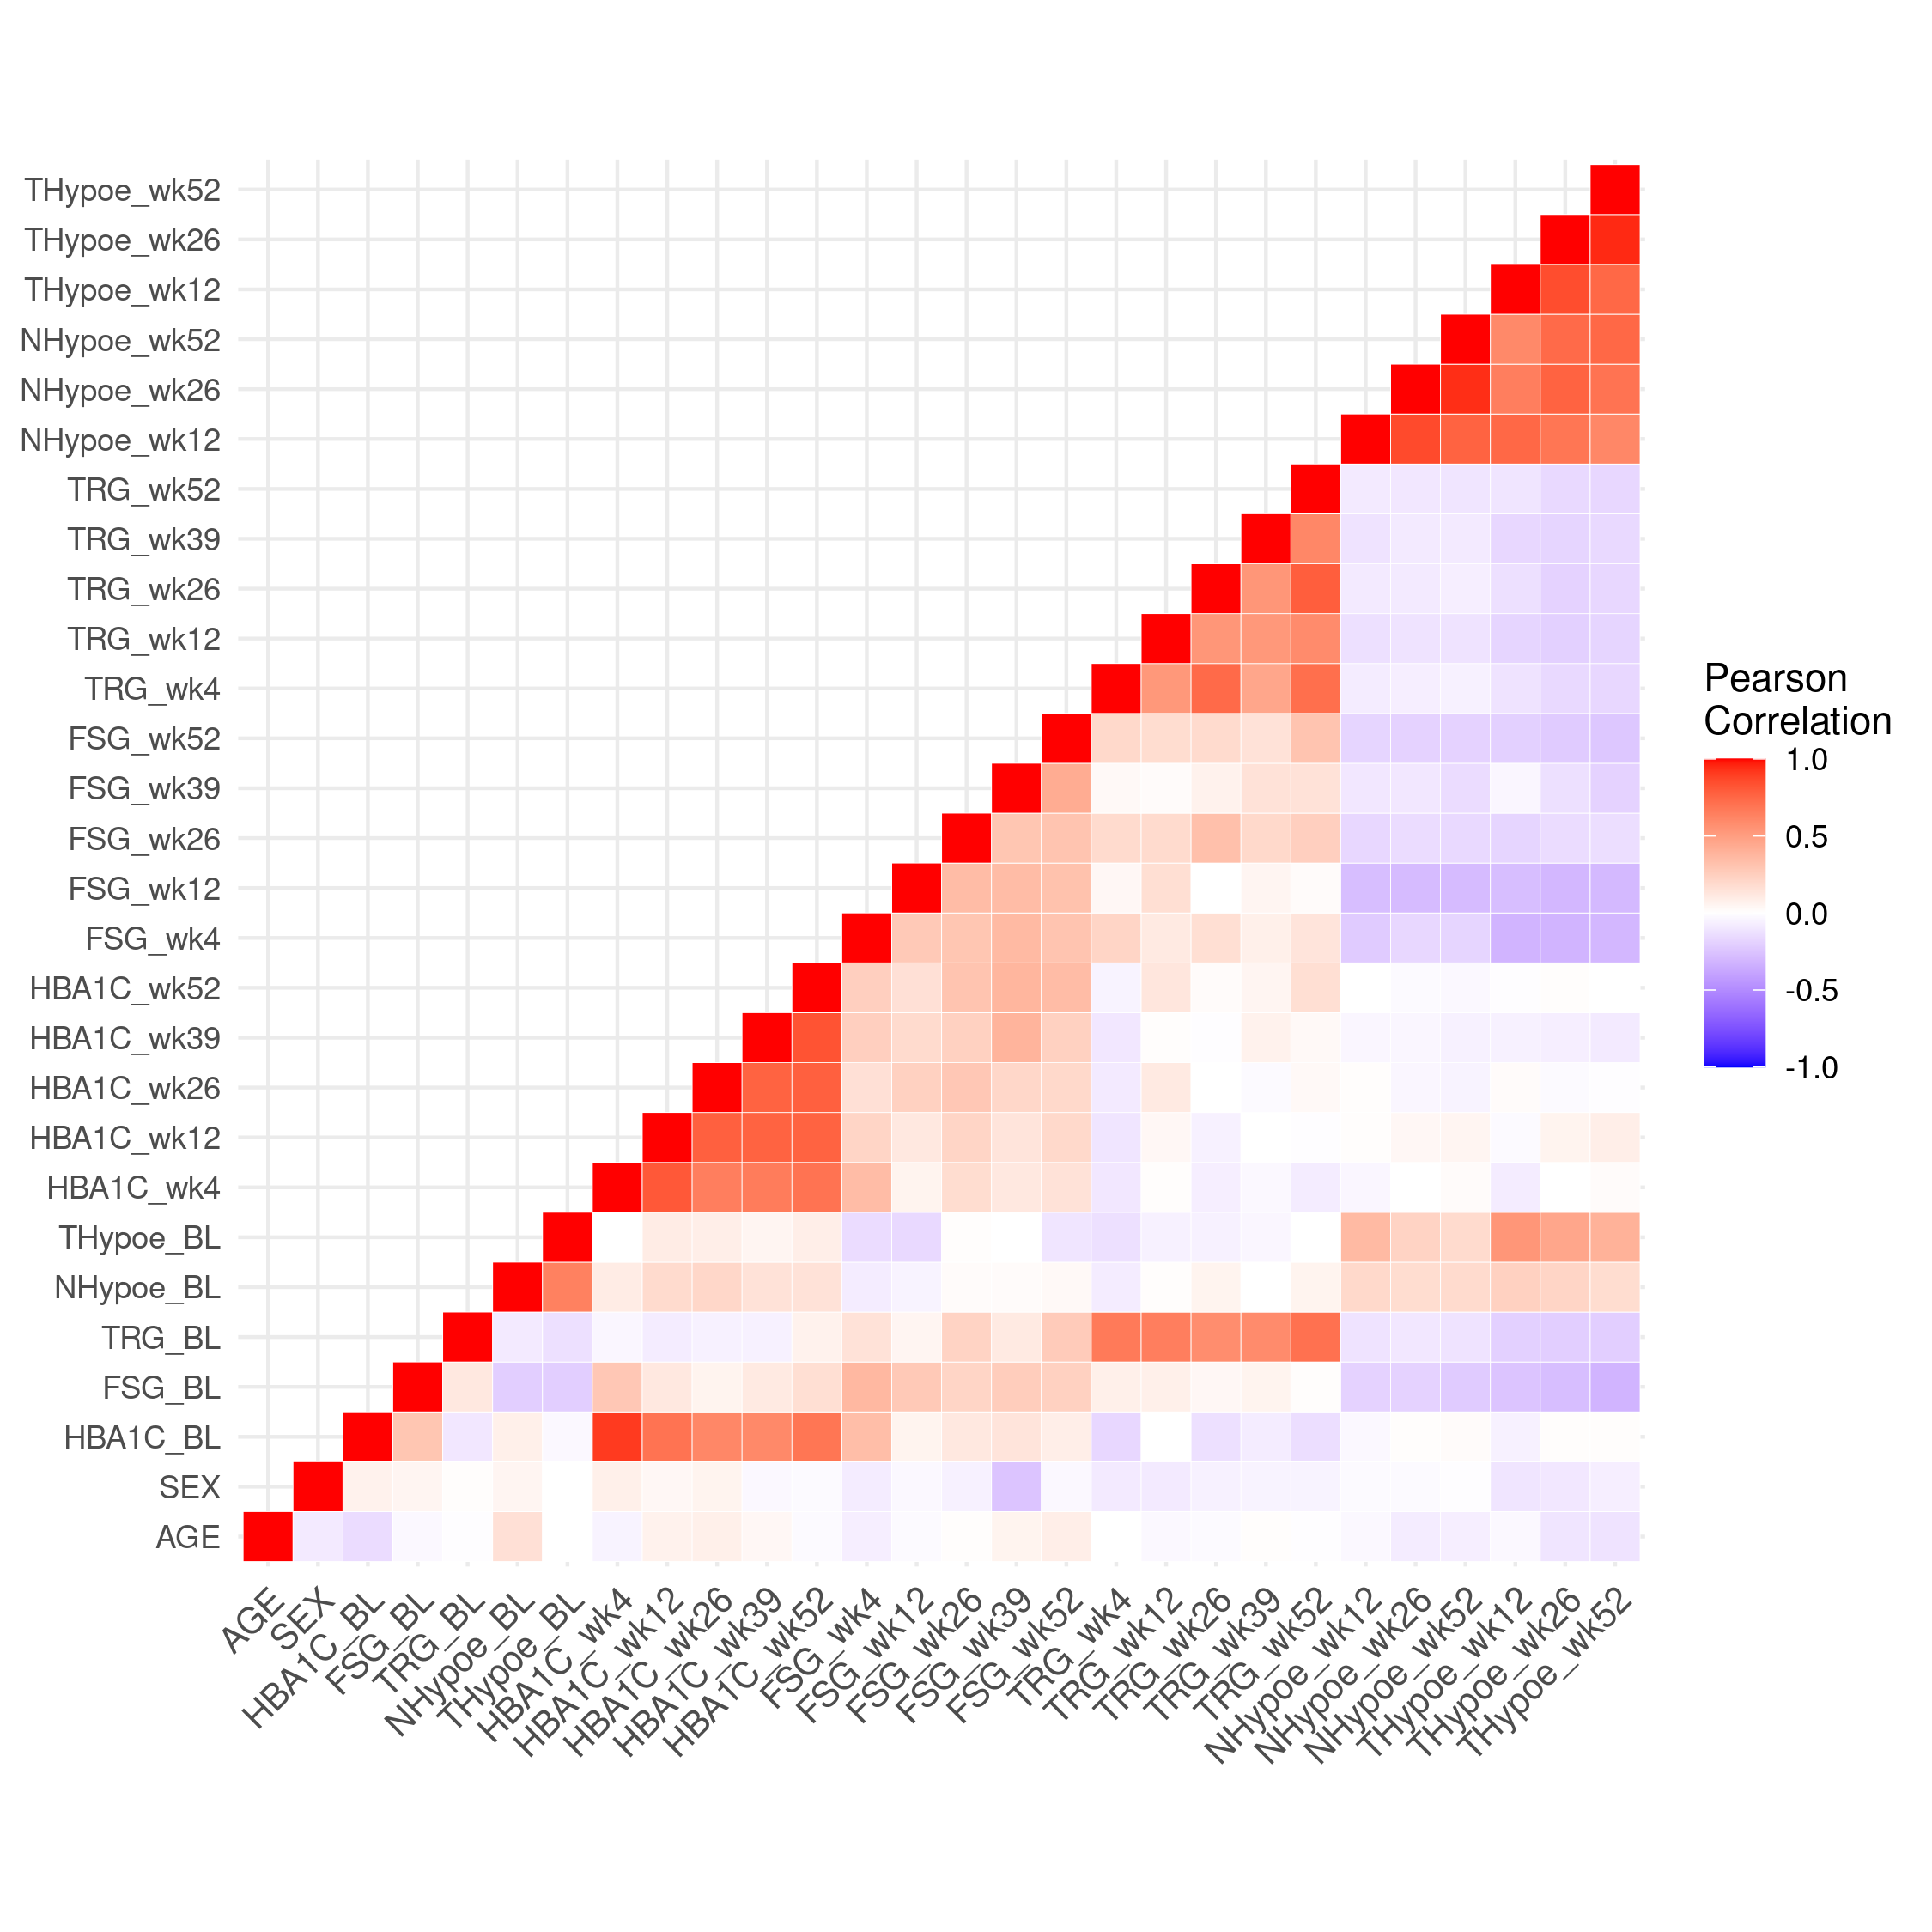 THypoe_wk52
THypoe_wk26
THypoe_wk12
NHypoe_wk52
NHypoe_wk26
NHypoe_wk12
TRG_wk52
TRG_wk39
TRG_wk26
TRG_wk12
TRG_wk4
FSG_wk52
FSG_wk39
FSG_wk26
FSG_wk12
FSG_wk4
HBA1C_wk52
HBA1C_wk39
HBA1C_wk26
HBA1C_wk12
HBA1C_wk4
THypoe_BL
NHypoe_BL
TRG_BL
FSG_BL
HBA1C_BL
SEX
AGE
AGE
SEX
HBA1C_BL
FSG_BL
TRG_BL
NHypoe_BL
THypoe_BL
HBA1C_wk4
HBA1C_wk12
HBA1C_wk26
HBA1C_wk39
HBA1C_wk52
FSG_wk4
FSG_wk12
FSG_wk26
FSG_wk39
FSG_wk52
TRG_wk4
TRG_wk12
TRG_wk26
TRG_wk39
TRG_wk52
NHypoe_wk12
NHypoe_wk26
NHypoe_wk52
THypoe_wk12
THypoe_wk26
THypoe_wk52
Pearson
Correlation
1.0
0.5
0.0
-0.5
-1.0